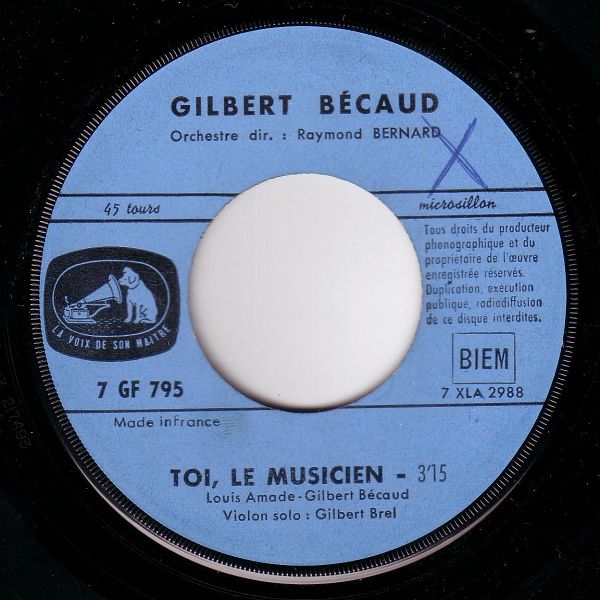 GILBERT BÉCAUD
Orchestre dir. : Raymond BERNARD
45 tours
microsillon
Tous droits du producteur
phonographique et du
propriétaire de l'œuvre
enregistrée réservés.
Duplication, exécution
publique, radiodiffusion
de ce disque interdites.
LA VOIX DE SON MAITRE
BIEM
7 GF 795
7 XLA 2988
Made in france
TOI, LE MUSICIEN - 3'15
Louis Amade-Gilbert Bécaud
Violon solo : Gilbert Brel